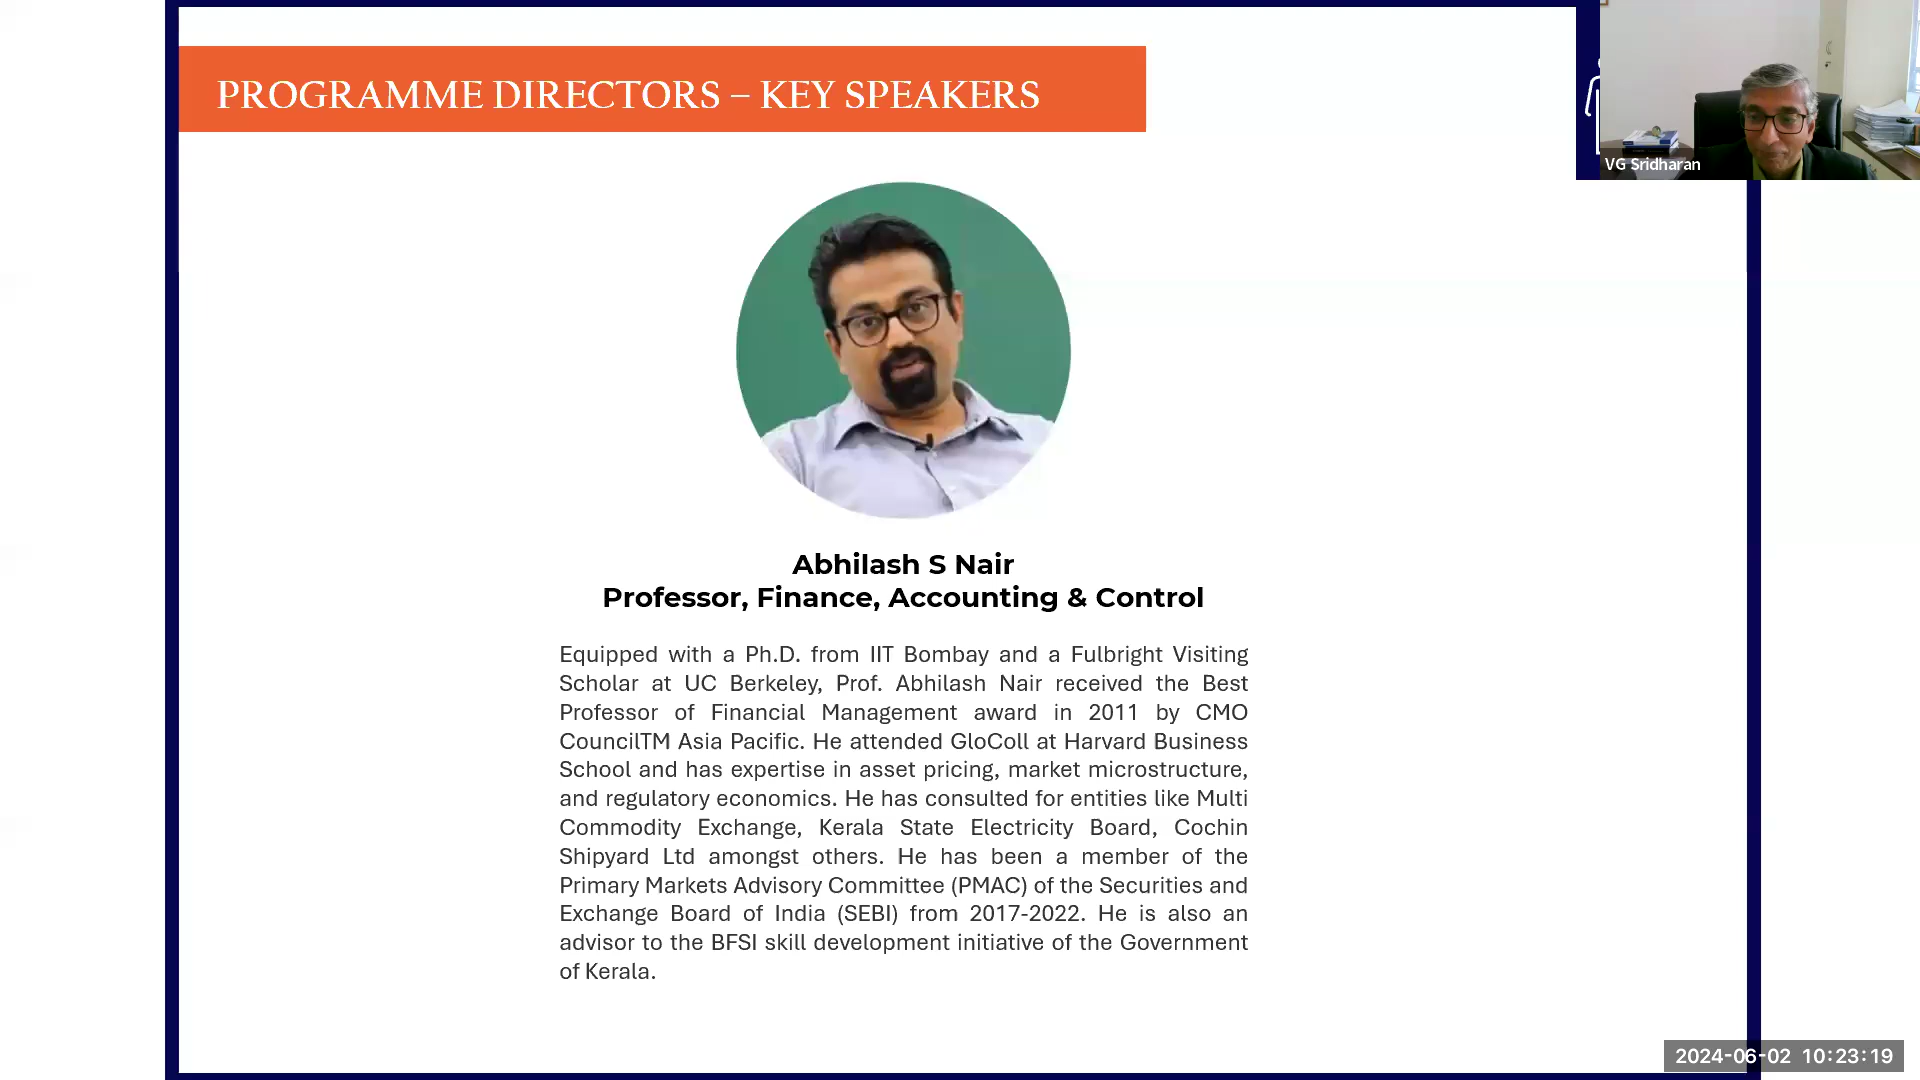 PROGRAMME DIRECTORS – KEY SPEAKERS
VG Sridharan
Abhilash S Nair
Professor, Finance, Accounting & Control
Equipped with a Ph.D. from IIT Bombay and a Fulbright Visiting
Scholar at UC Berkeley, Prof. Abhilash Nair received the Best
Professor of Financial Management award in 2011 by CMO
CouncilTM Asia Pacific. He attended GloColl at Harvard Business
School and has expertise in asset pricing, market microstructure,
and regulatory economics. He has consulted for entities like Multi
Commodity Exchange, Kerala State Electricity Board, Cochin
Shipyard Ltd amongst others. He has been a member of the
Primary Markets Advisory Committee (PMAC) of the Securities and
Exchange Board of India (SEBI) from 2017-2022. He is also an
advisor to the BFSI skill development initiative of the Government
of Kerala.
2024-06-02 10:23:19